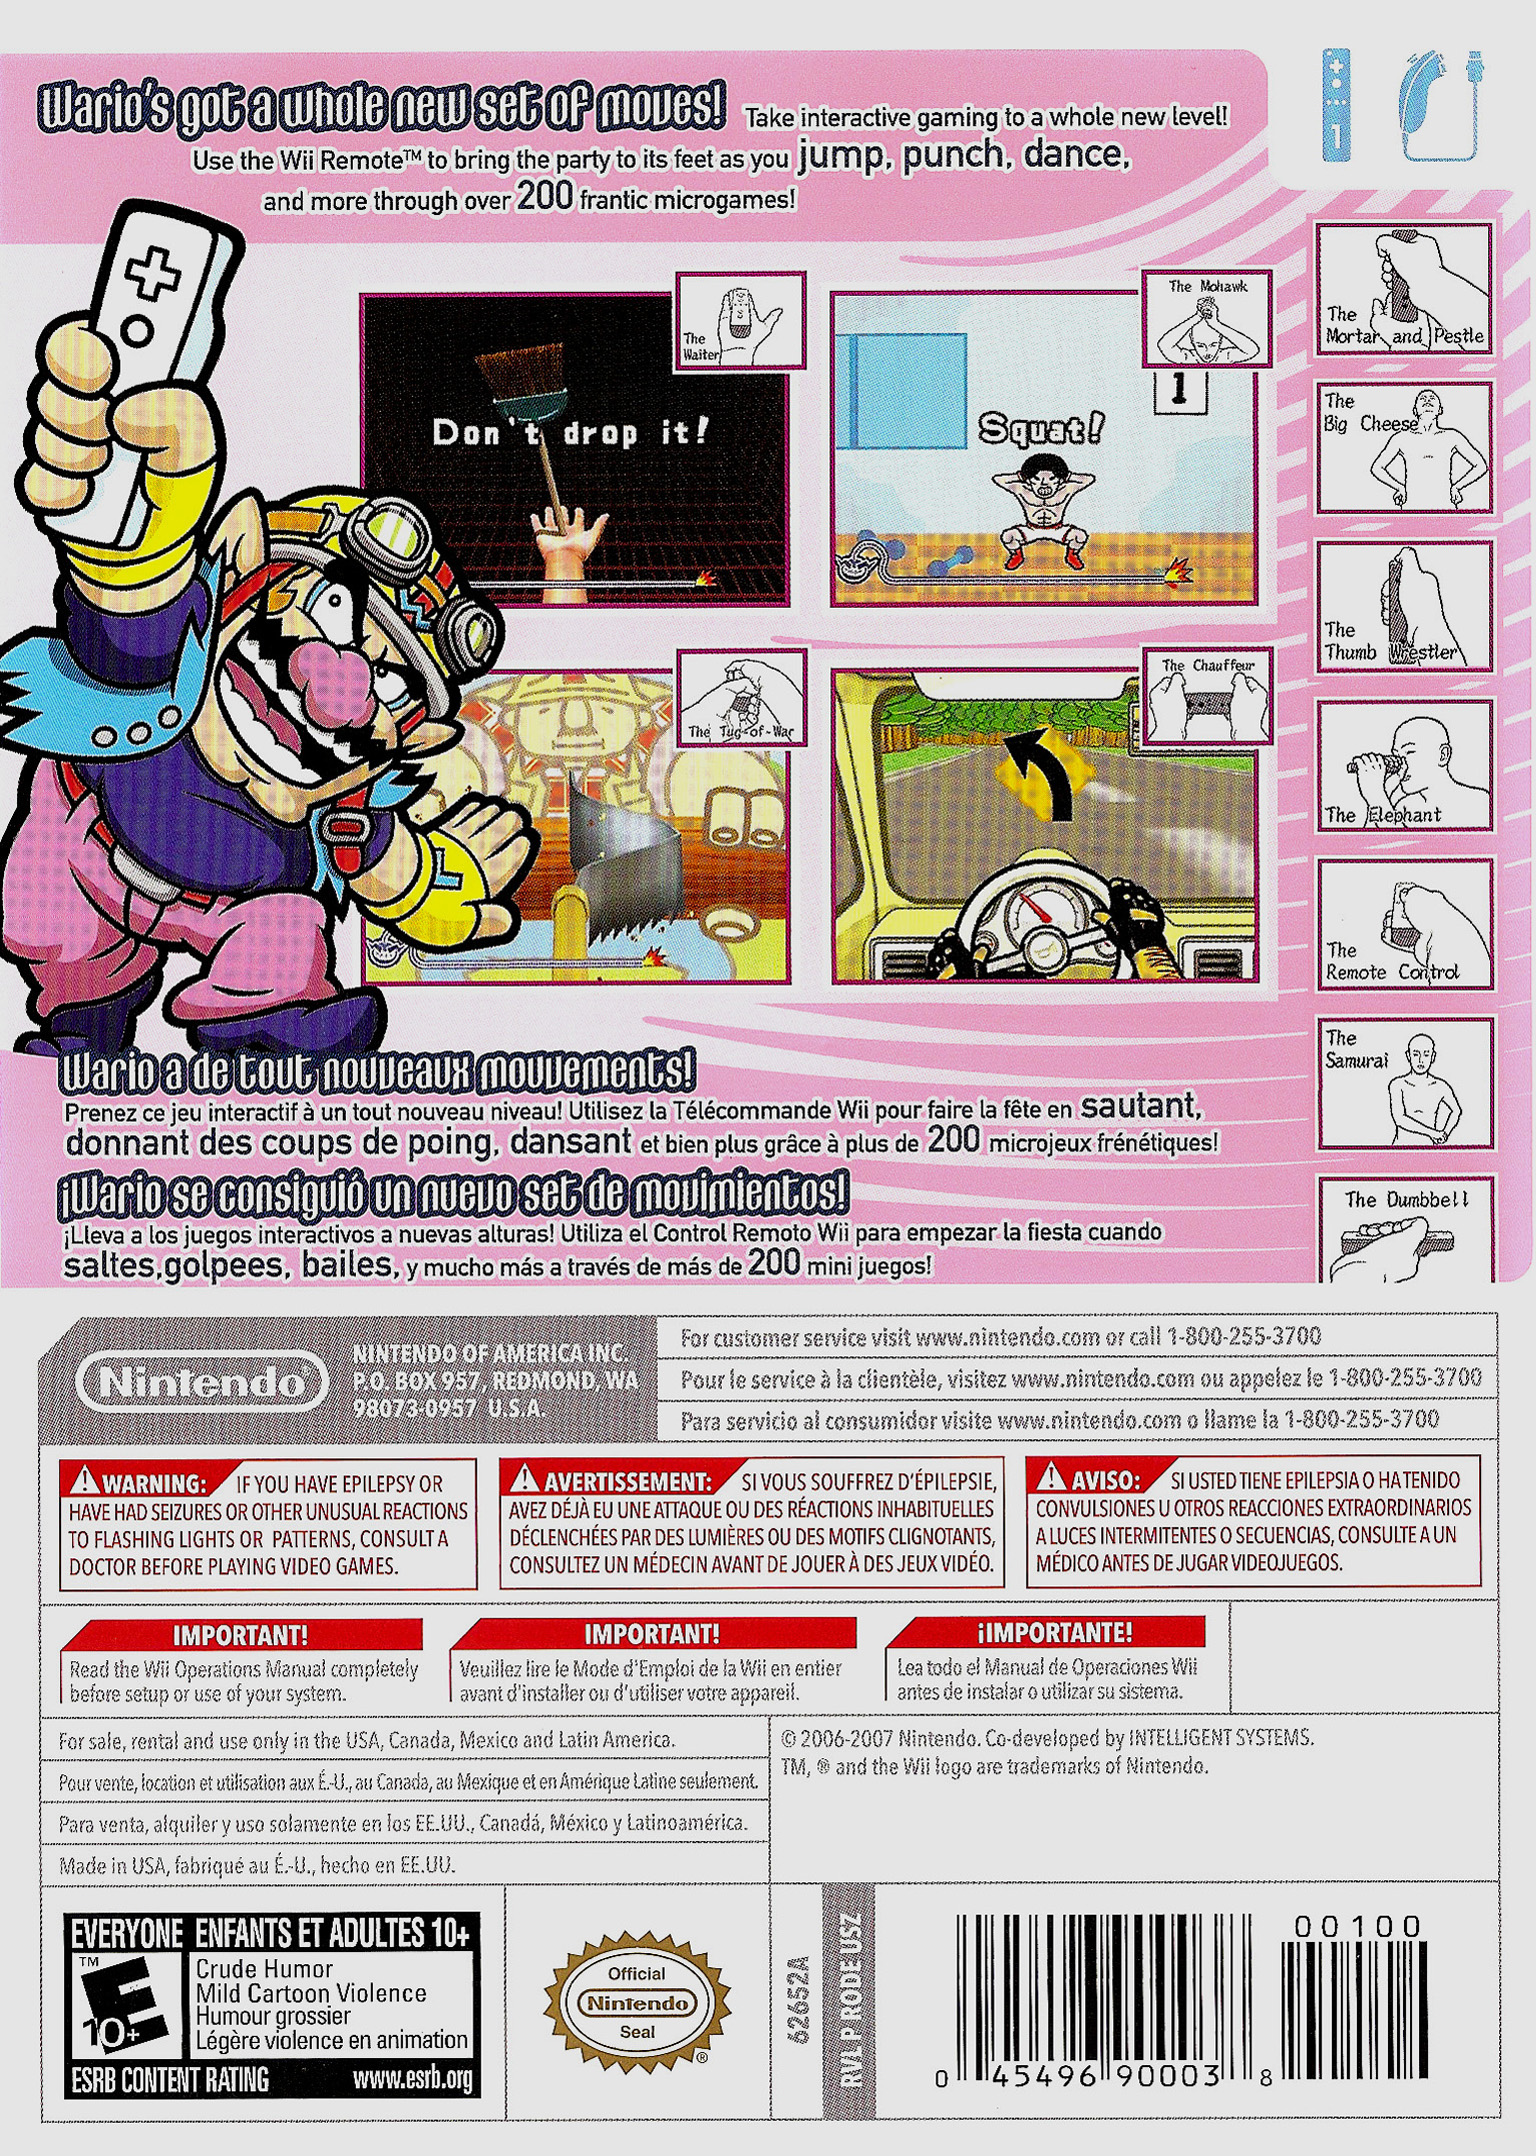 Wario's got a whole new set of moves! Take interactive gaming to a whole new level!
Use the Wii Remote™ to bring the party to its feet as you jump, punch, dance,
and more through over 200 frantic microgames!
1
The
Waiter
Don't drop it!
The Mohawk
1
Squat!
The Tug-of-War
The Chauffeur
The
Mortar and Pestle
The
Big Cheese
The
Thumb Wrestler
The Elephant
The
Remote Control
The
Samurai
The Dumbbell
Wario a de tout nouveaux mouvements!
Prenez ce jeu interactif à un tout nouveau niveau! Utilisez la Télécommande Wii pour faire la fête en sautant,
donnant des coups de poing, dansant et bien plus grâce à plus de 200 microjeux frénétiques!
¡Wario se consiguió un nuevo set de movimientos!
¡Lleva a los juegos interactivos a nuevas alturas! Utiliza el Control Remoto Wii para empezar la fiesta cuando
saltes,golpees, bailes, y mucho más a través de más de 200 mini juegos!
Nintendo®
NINTENDO OF AMERICA INC.
P.O. BOX 957, REDMOND, WA
98073-0957 U.S.A.
For customer service visit www.nintendo.com or call 1-800-255-3700
Pour le service à la clientèle, visitez www.nintendo.com ou appelez le 1-800-255-3700
Para servicio al consumidor visite www.nintendo.com o llame la 1-800-255-3700
WARNING: IF YOU HAVE EPILEPSY OR
HAVE HAD SEIZURES OR OTHER UNUSUAL REACTIONS
TO FLASHING LIGHTS OR PATTERNS, CONSULT A
DOCTOR BEFORE PLAYING VIDEO GAMES.
AVERTISSEMENT: SI VOUS SOUFFREZ D'ÉPILEPSIE,
AVEZ DÉJÀ EU UNE ATTAQUE OU DES RÉACTIONS INHABITUELLES
DÉCLENCHÉES PAR DES LUMIÈRES OU DES MOTIFS CLIGNOTANTS,
CONSULTEZ UN MÉDECIN AVANT DE JOUER À DES JEUX VIDÉO.
AVISO: SI USTED TIENE EPILEPSIA O HA TENIDO
CONVULSIONES U OTROS REACCIONES EXTRAORDINARIOS
A LUCES INTERMITENTES O SECUENCIAS, CONSULTE A UN
MÉDICO ANTES DE JUGAR VIDEOJUEGOS.
IMPORTANT!
Read the Wii Operations Manual completely
before setup or use of your system.
IMPORTANT!
Veuillez lire le Mode d'Emploi de la Wii en entier
avant d'installer ou d'utiliser votre appareil.
¡IMPORTANTE!
Lea todo el Manual de Operaciones Wii
antes de instalar o utilizar su sistema.
For sale, rental and use only in the USA, Canada, Mexico and Latin America.
Pour vente, location et utilisation aux É.-U., au Canada, au Mexique et en Amérique Latine seulement.
Para venta, alquiler y uso solamente en los EE.UU., Canadá, México y Latinoamérica.
Made in USA, fabriqué au É.-U., hecho en EE.UU.
© 2006-2007 Nintendo. Co-developed by INTELLIGENT SYSTEMS.
TM, ® and the Wii logo are trademarks of Nintendo.
EVERYONE ENFANTS ET ADULTES 10+
TM
E
10+
Crude Humor
Mild Cartoon Violence
Humour grossier
Légère violence en animation
ESRB CONTENT RATING www.esrb.org
Official
Nintendo
Seal
®
62652A
RVL P RODE USZ
00100
0 45496 90003 8